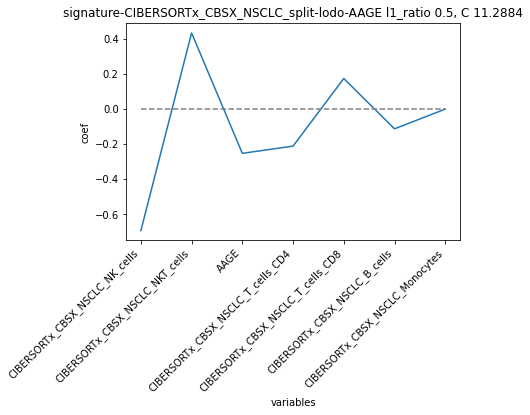 signature-CIBERSORTx_CBSX_NSCLC_split-lodo-AAGE l1_ratio 0.5, C 11.2884
0.4
0.2
0.0
−0.2
−0.4
−0.6
coef
CIBERSORTx_CBSX_NSCLC_NK_cells
CIBERSORTx_CBSX_NSCLC_NKT_cells
AAGE
CIBERSORTx_CBSX_NSCLC_T_cells_CD4
CIBERSORTx_CBSX_NSCLC_T_cells_CD8
CIBERSORTx_CBSX_NSCLC_B_cells
CIBERSORTx_CBSX_NSCLC_Monocytes
variables